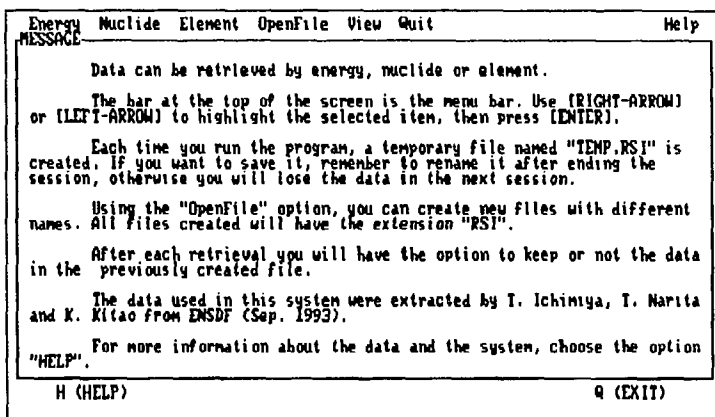 Energy Nuclide Element OpenFile View Quit Help
MESSAGE
Data can be retrieved by energy, nuclide or element.
The bar at the top of the screen is the menu bar. Use [RIGHT-ARROW]
or [LEFT-ARROW] to highlight the selected item, then press [ENTER].
Each time you run the program, a temporary file named "TEMP.RSI" is
created. If you want to save it, remember to rename it after ending the
session, otherwise you will lose the data in the next session.
Using the "OpenFile" option, you can create new files with different
names. All files created will have the extension "RSI".
After each retrieval you will have the option to keep or not the data
in the previously created file.
The data used in this system were extracted by T. Ichimiya, T. Narita
and K. Kitao from ENSDF (Sep. 1993).
For more information about the data and the system, choose the option
"HELP".
H (HELP) Q (EXIT)